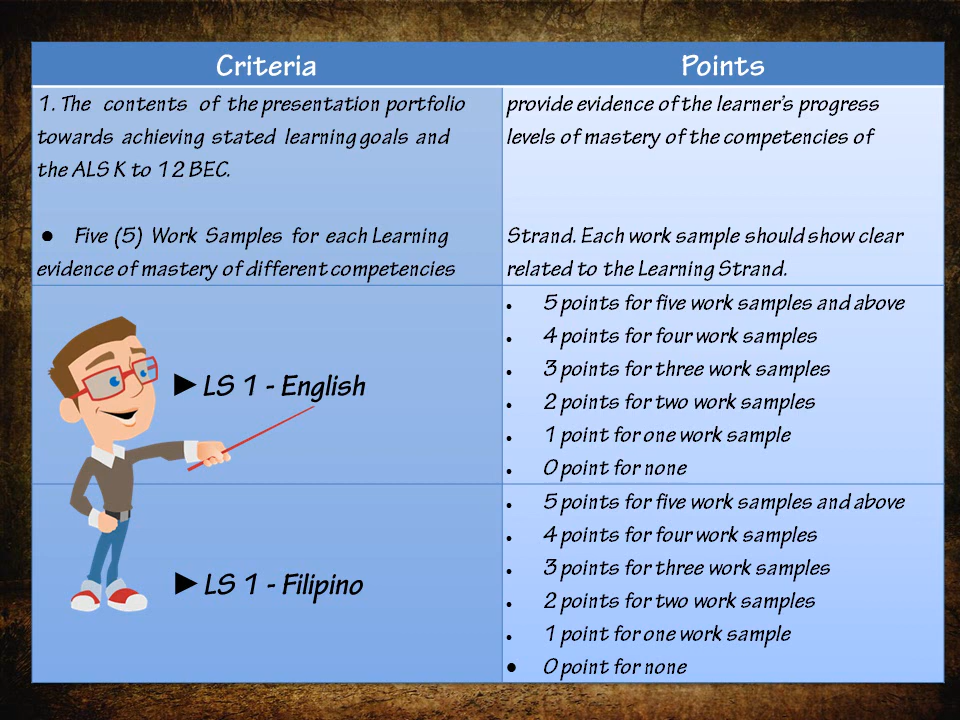 Criteria Points
1. The contents of the presentation portfolio provide evidence of the learner's progress
towards achieving stated learning goals and levels of mastery of the competencies of
the ALS K to 12 BEC.
● Five (5) Work Samples for each Learning Strand. Each work sample should show clear
evidence of mastery of different competencies related to the Learning Strand.
►LS 1 - English
● 5 points for five work samples and above
● 4 points for four work samples
● 3 points for three work samples
● 2 points for two work samples
● 1 point for one work sample
● 0 point for none
►LS 1 - Filipino
● 5 points for five work samples and above
● 4 points for four work samples
● 3 points for three work samples
● 2 points for two work samples
● 1 point for one work sample
● 0 point for none